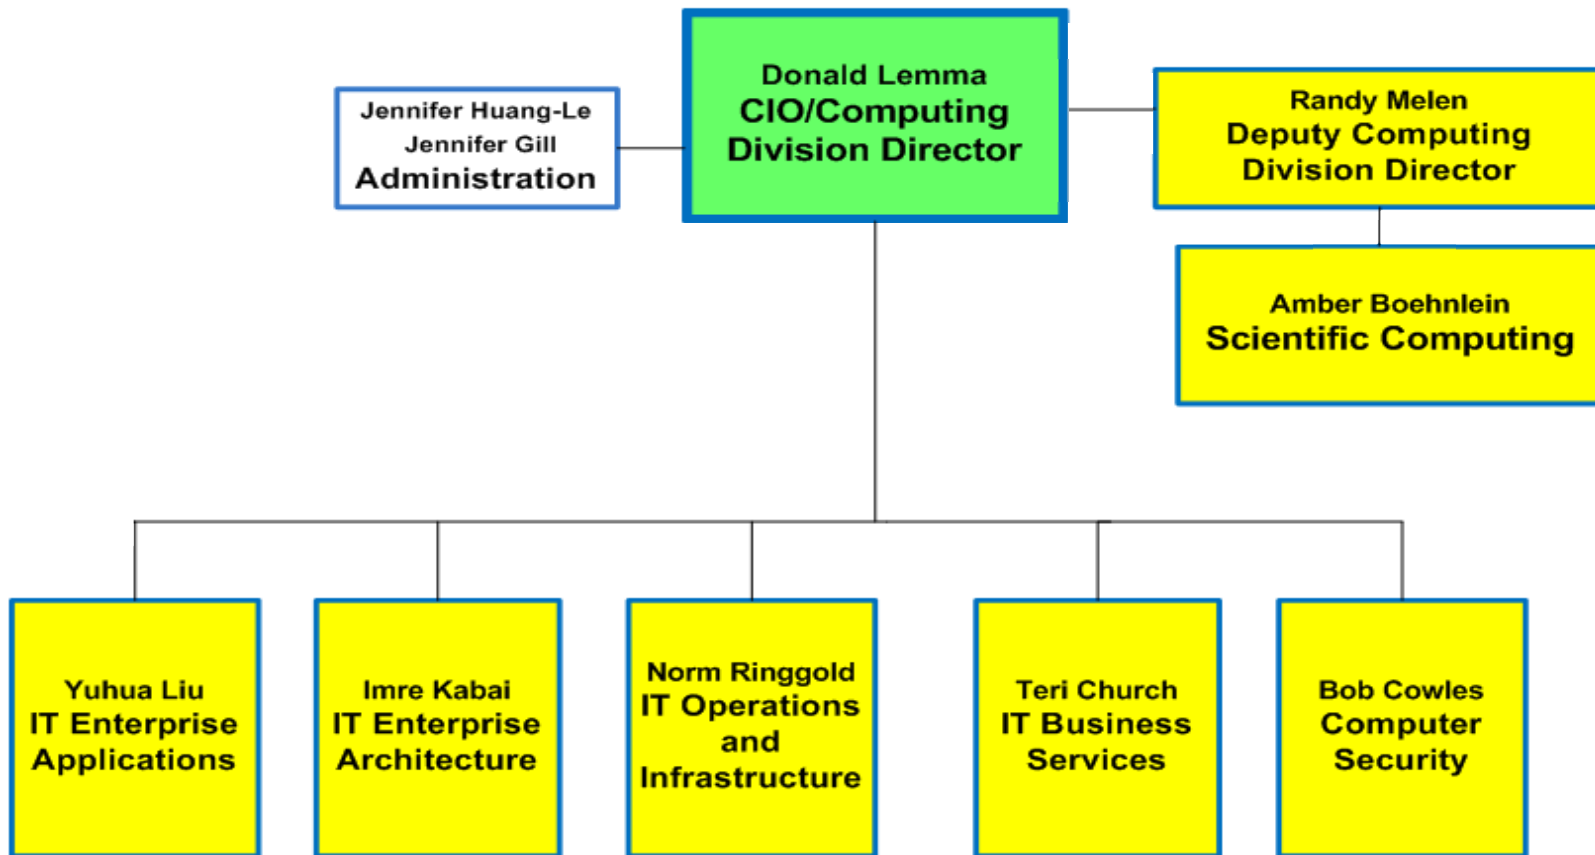 Donald Lemma
CIO/Computing
Division Director
Jennifer Huang-Le
Jennifer Gill
Administration
Randy Melen
Deputy Computing
Division Director
Amber Boehnlein
Scientific Computing
Yuhua Liu
IT Enterprise
Applications
Imre Kabai
IT Enterprise
Architecture
Norm Ringgold
IT Operations
and
Infrastructure
Teri Church
IT Business
Services
Bob Cowles
Computer
Security